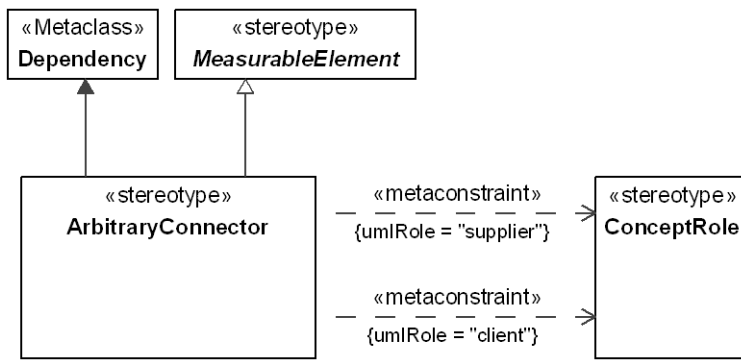 «Metaclass»
Dependency
«stereotype»
MeasurableElement
«stereotype»
ArbitraryConnector
«metaconstraint»
{umlRole = "supplier"}
«metaconstraint»
{umlRole = "client"}
«stereotype»
ConceptRole